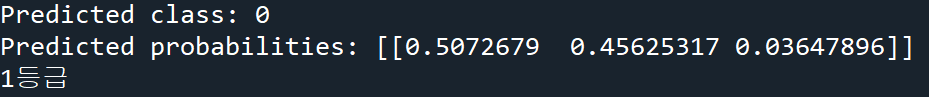 Predicted class: 0
Predicted probabilities: [[0.5072679  0.45625317 0.03647896]]
1등급